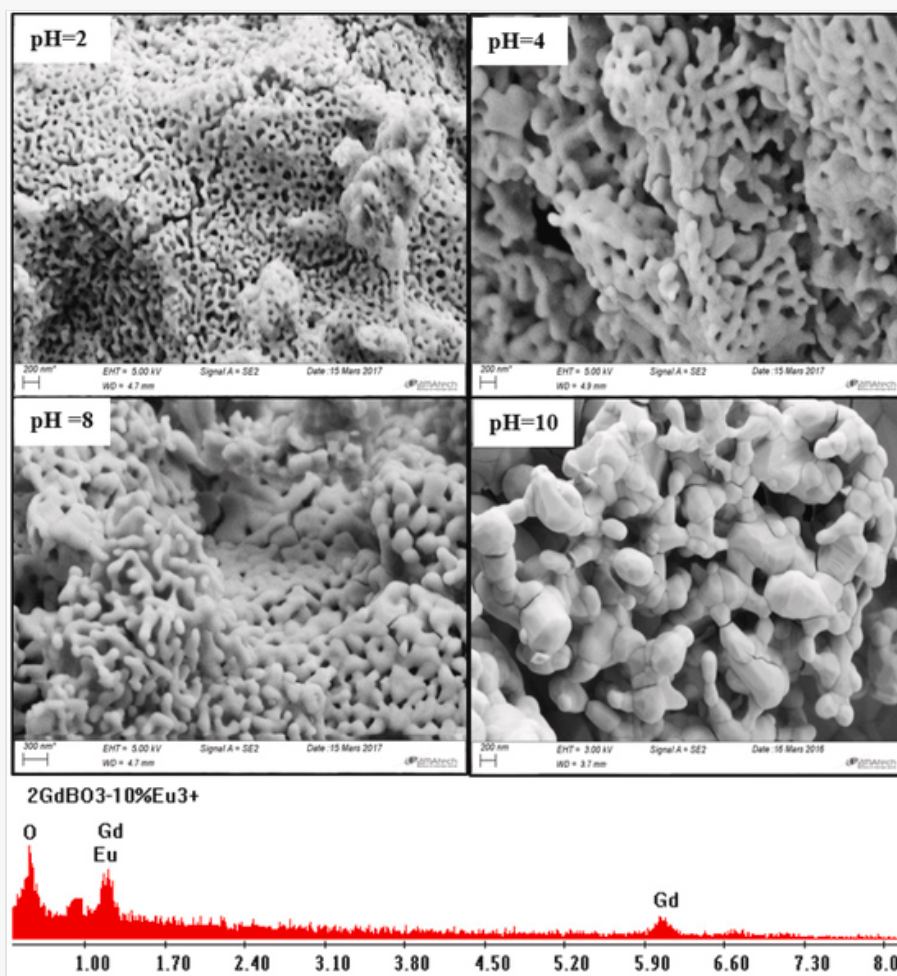 pH=2
200 nm*
EHT = 5.00 kV
Signal A = SE2
Date :15 Mars 2017
WD = 4.7 mm
pH=4
200 nm*
EHT = 5.00 kV
Signal A = SE2
Date :15 Mars 2017
WD = 4.9 mm
pH =8
300 nm*
EHT = 5.00 kV
Signal A = SE2
Date :15 Mars 2017
WD = 4.7 mm
pH=10
200 nm
EHT = 3.00 kV
Signal A = SE2
Date :16 Mars 2016
WD = 3.7 mm
2GdBO3-10%Eu3+
O
Gd
Eu
Gd
1.00 1.70 2.40 3.10 3.80 4.50 5.20 5.90 6.60 7.30 8.0